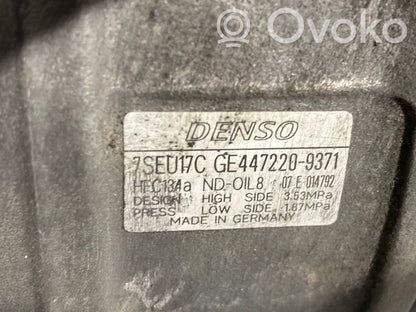 Ovoko
DENSO
7SEU17C GE447220-9371
HFC134a ND-OIL8 07 E 014792
DESIGN HIGH SIDE 3.53MPa
PRESS LOW SIDE 1.67MPa
MADE IN GERMANY